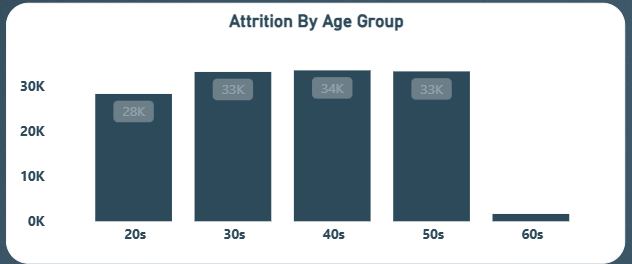 Attrition By Age Group
30K
20K
10K
0K
28K
33K
34K
33K
20s 30s 40s 50s 60s